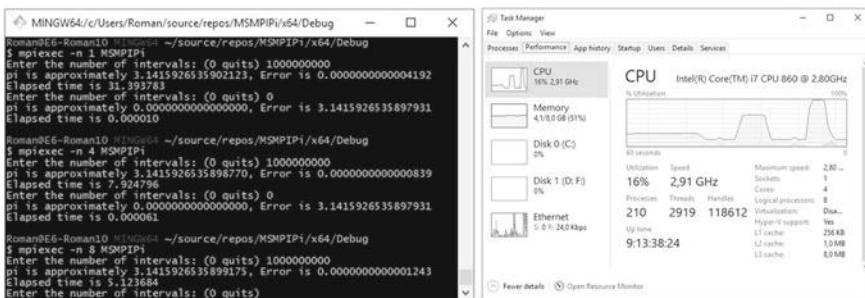 MINGW64:/c/Users/Roman/source/repos/MSMPIPi/x64/Debug
Roman@E6-Roman10 MINGW64 ~/source/repos/MSMPIPi/x64/Debug
$ mpiexec -n 1 MSMPIPi
Enter the number of intervals: (0 quits) 1000000000
pi is approximately 3.1415926535902123, Error is 0.0000000000004192
Elapsed time is 31.393783
Enter the number of intervals: (0 quits) 0
pi is approximately 0.0000000000000000, Error is 3.1415926535897931
Elapsed time is 0.000010
Roman@E6-Roman10 MINGW64 ~/source/repos/MSMPIPi/x64/Debug
$ mpiexec -n 4 MSMPIPi
Enter the number of intervals: (0 quits) 1000000000
pi is approximately 3.1415926535898770, Error is 0.0000000000000839
Elapsed time is 7.924796
Enter the number of intervals: (0 quits) 0
pi is approximately 0.0000000000000000, Error is 3.1415926535897931
Elapsed time is 0.000061
Roman@E6-Roman10 MINGW64 ~/source/repos/MSMPIPi/x64/Debug
$ mpiexec -n 8 MSMPIPi
Enter the number of intervals: (0 quits) 1000000000
pi is approximately 3.1415926535899175, Error is 0.0000000000001243
Elapsed time is 5.123684
Enter the number of intervals: (0 quits)
Task Manager
File Options View
Processes Performance App history Startup Users Details Services
CPU
16% 2,91 GHz
Memory
4,1/8,0 GB (51%)
Disk 0 (C:)
0%
Disk 1 (D: F:)
0%
Ethernet
S: 0 R: 24,0 Kbps
CPU Intel(R) Core(TM) i7 CPU 860 @ 2.80GHz
% Utilization 100%
60 seconds 0
Utilization Speed
16% 2,91 GHz
Processes Threads Handles
210 2919 118612
Up time
9:13:38:24
Maximum speed: 2,80 ...
Sockets: 1
Cores: 4
Logical processors: 8
Virtualization: Disa...
Hyper-V support: Yes
L1 cache: 256 KB
L2 cache: 1,0 MB
L3 cache: 8,0 MB
Fewer details Open Resource Monitor